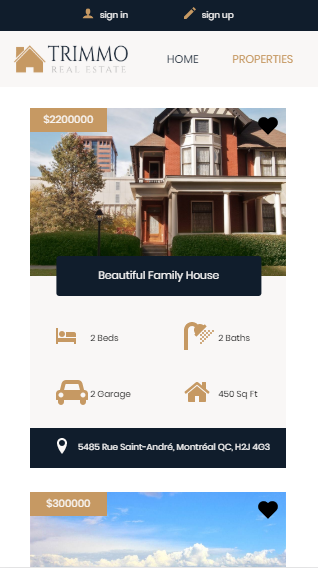 sign in
sign up
TRIMMO
REAL ESTATE
HOME
PROPERTIES
$2200000
Beautiful Family House
2 Beds
2 Baths
2 Garage
450 Sq Ft
5485 Rue Saint-André, Montréal QC, H2J 4G3
$300000